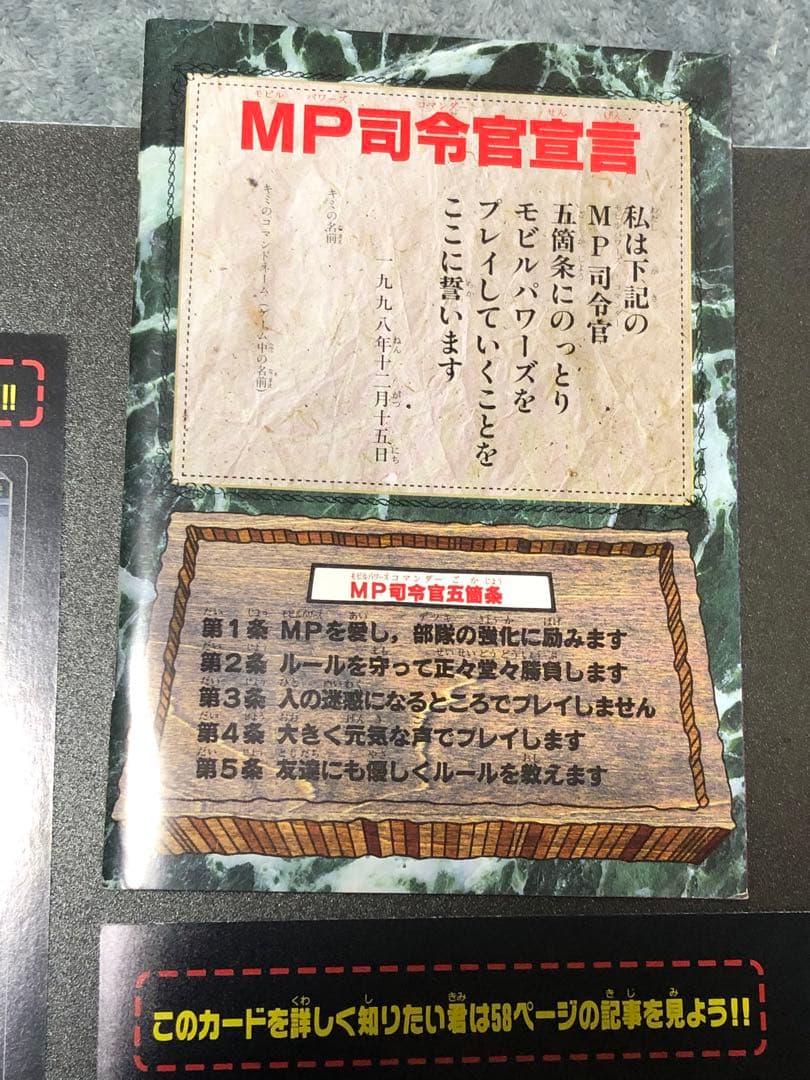 MP司令官宣言
私は下記の
MP司令官
五箇条にのっとり
モビルパワーズを
プレイしていくことを
ここに誓います
一九九八年十二月十五日
キミの名前
キミのコマンドネーム(ゲーム中の名前)
MP司令官五箇条
第1条 MPを愛し,部隊の強化に励みます
第2条 ルールを守って正々堂々勝負します
第3条 人の迷惑になるところでプレイしません
第4条 大きく元気な声でプレイします
第5条 友達にも優しくルールを教えます
!!
このカードを詳しく知りたい君は58ページの記事を見よう!!